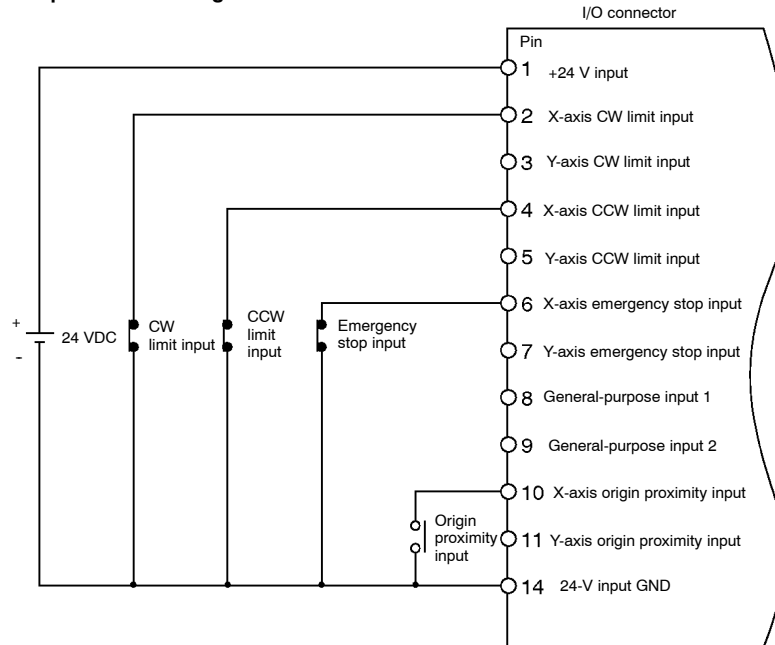 I/O connector
Pin
1 +24 V input
2 X-axis CW limit input
3 Y-axis CW limit input
4 X-axis CCW limit input
5 Y-axis CCW limit input
6 X-axis emergency stop input
7 Y-axis emergency stop input
8 General-purpose input 1
9 General-purpose input 2
10 X-axis origin proximity input
11 Y-axis origin proximity input
14 24-V input GND
+
-
24 VDC
CW
limit input
CCW
limit
input
Emergency
stop input
Origin
proximity
input